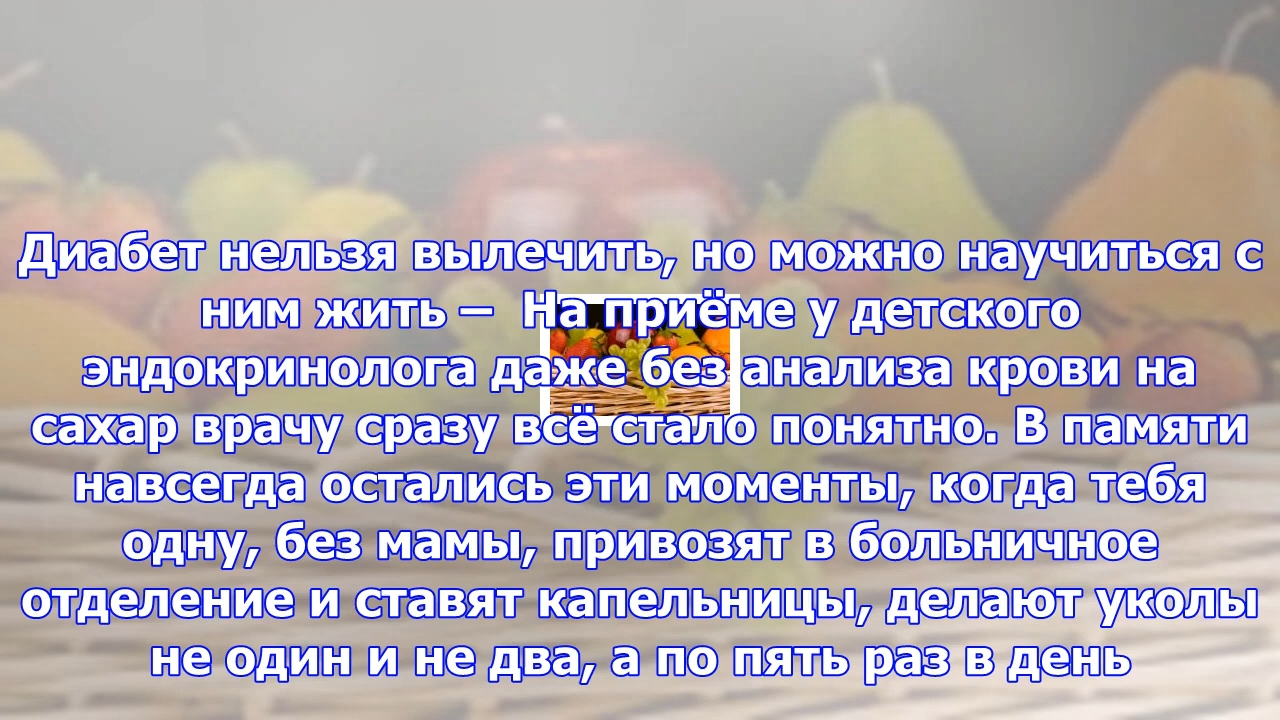 Диабет нельзя вылечить, но можно научиться с
ним жить – На приёме у детского
эндокринолога даже без анализа крови на
сахар врачу сразу всё стало понятно. В памяти
навсегда остались эти моменты, когда тебя
одну, без мамы, привозят в больничное
отделение и ставят капельницы, делают уколы
не один и не два, а по пять раз в день